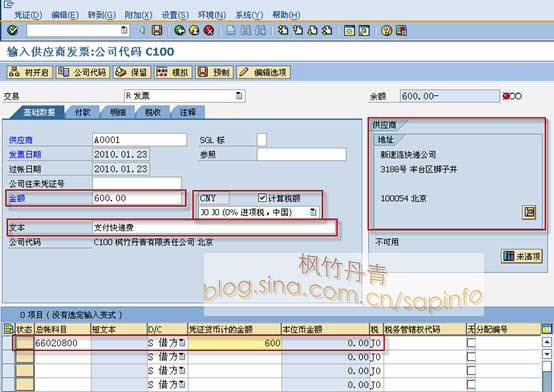 凭证(D) 编辑(E) 转到(G) 附加(X) 设置(S) 环境(N) 系统(Y) 帮助(H)
输入供应商发票:公司代码 C100
树开启 公司代码 保留 模拟 预制 编辑选项
交易 R 发票 余额 600.00-
基础数据 付款 明细 税收 注释
供应商 A0001 SGL 标
发票日期 2010.01.23 参照
过帐日期 2010.01.23
公司往来凭证号
金额 600.00 CNY 计算税额
J0 J0 (0% 进项税，中国)
文本 支付快递费
公司代码 C100 枫竹丹青有限责任公司 北京
供应商
地址
新速连快递公司
3188号 丰台区梆子井
100054 北京
不可用
未清项
枫竹丹青
blog.sina.com.cn/sapinfo
0 项目 (没有选定输入变式)
状态 总帐科目 短文本 D/C 凭证货币计的金额 本位币金额 税 税务管辖权代码 无 分配编号
66020800 S 借方 600 0.00 J0
S 借方 0.00 J0
S 借方 0.00 J0
S 借方 0.00 J0